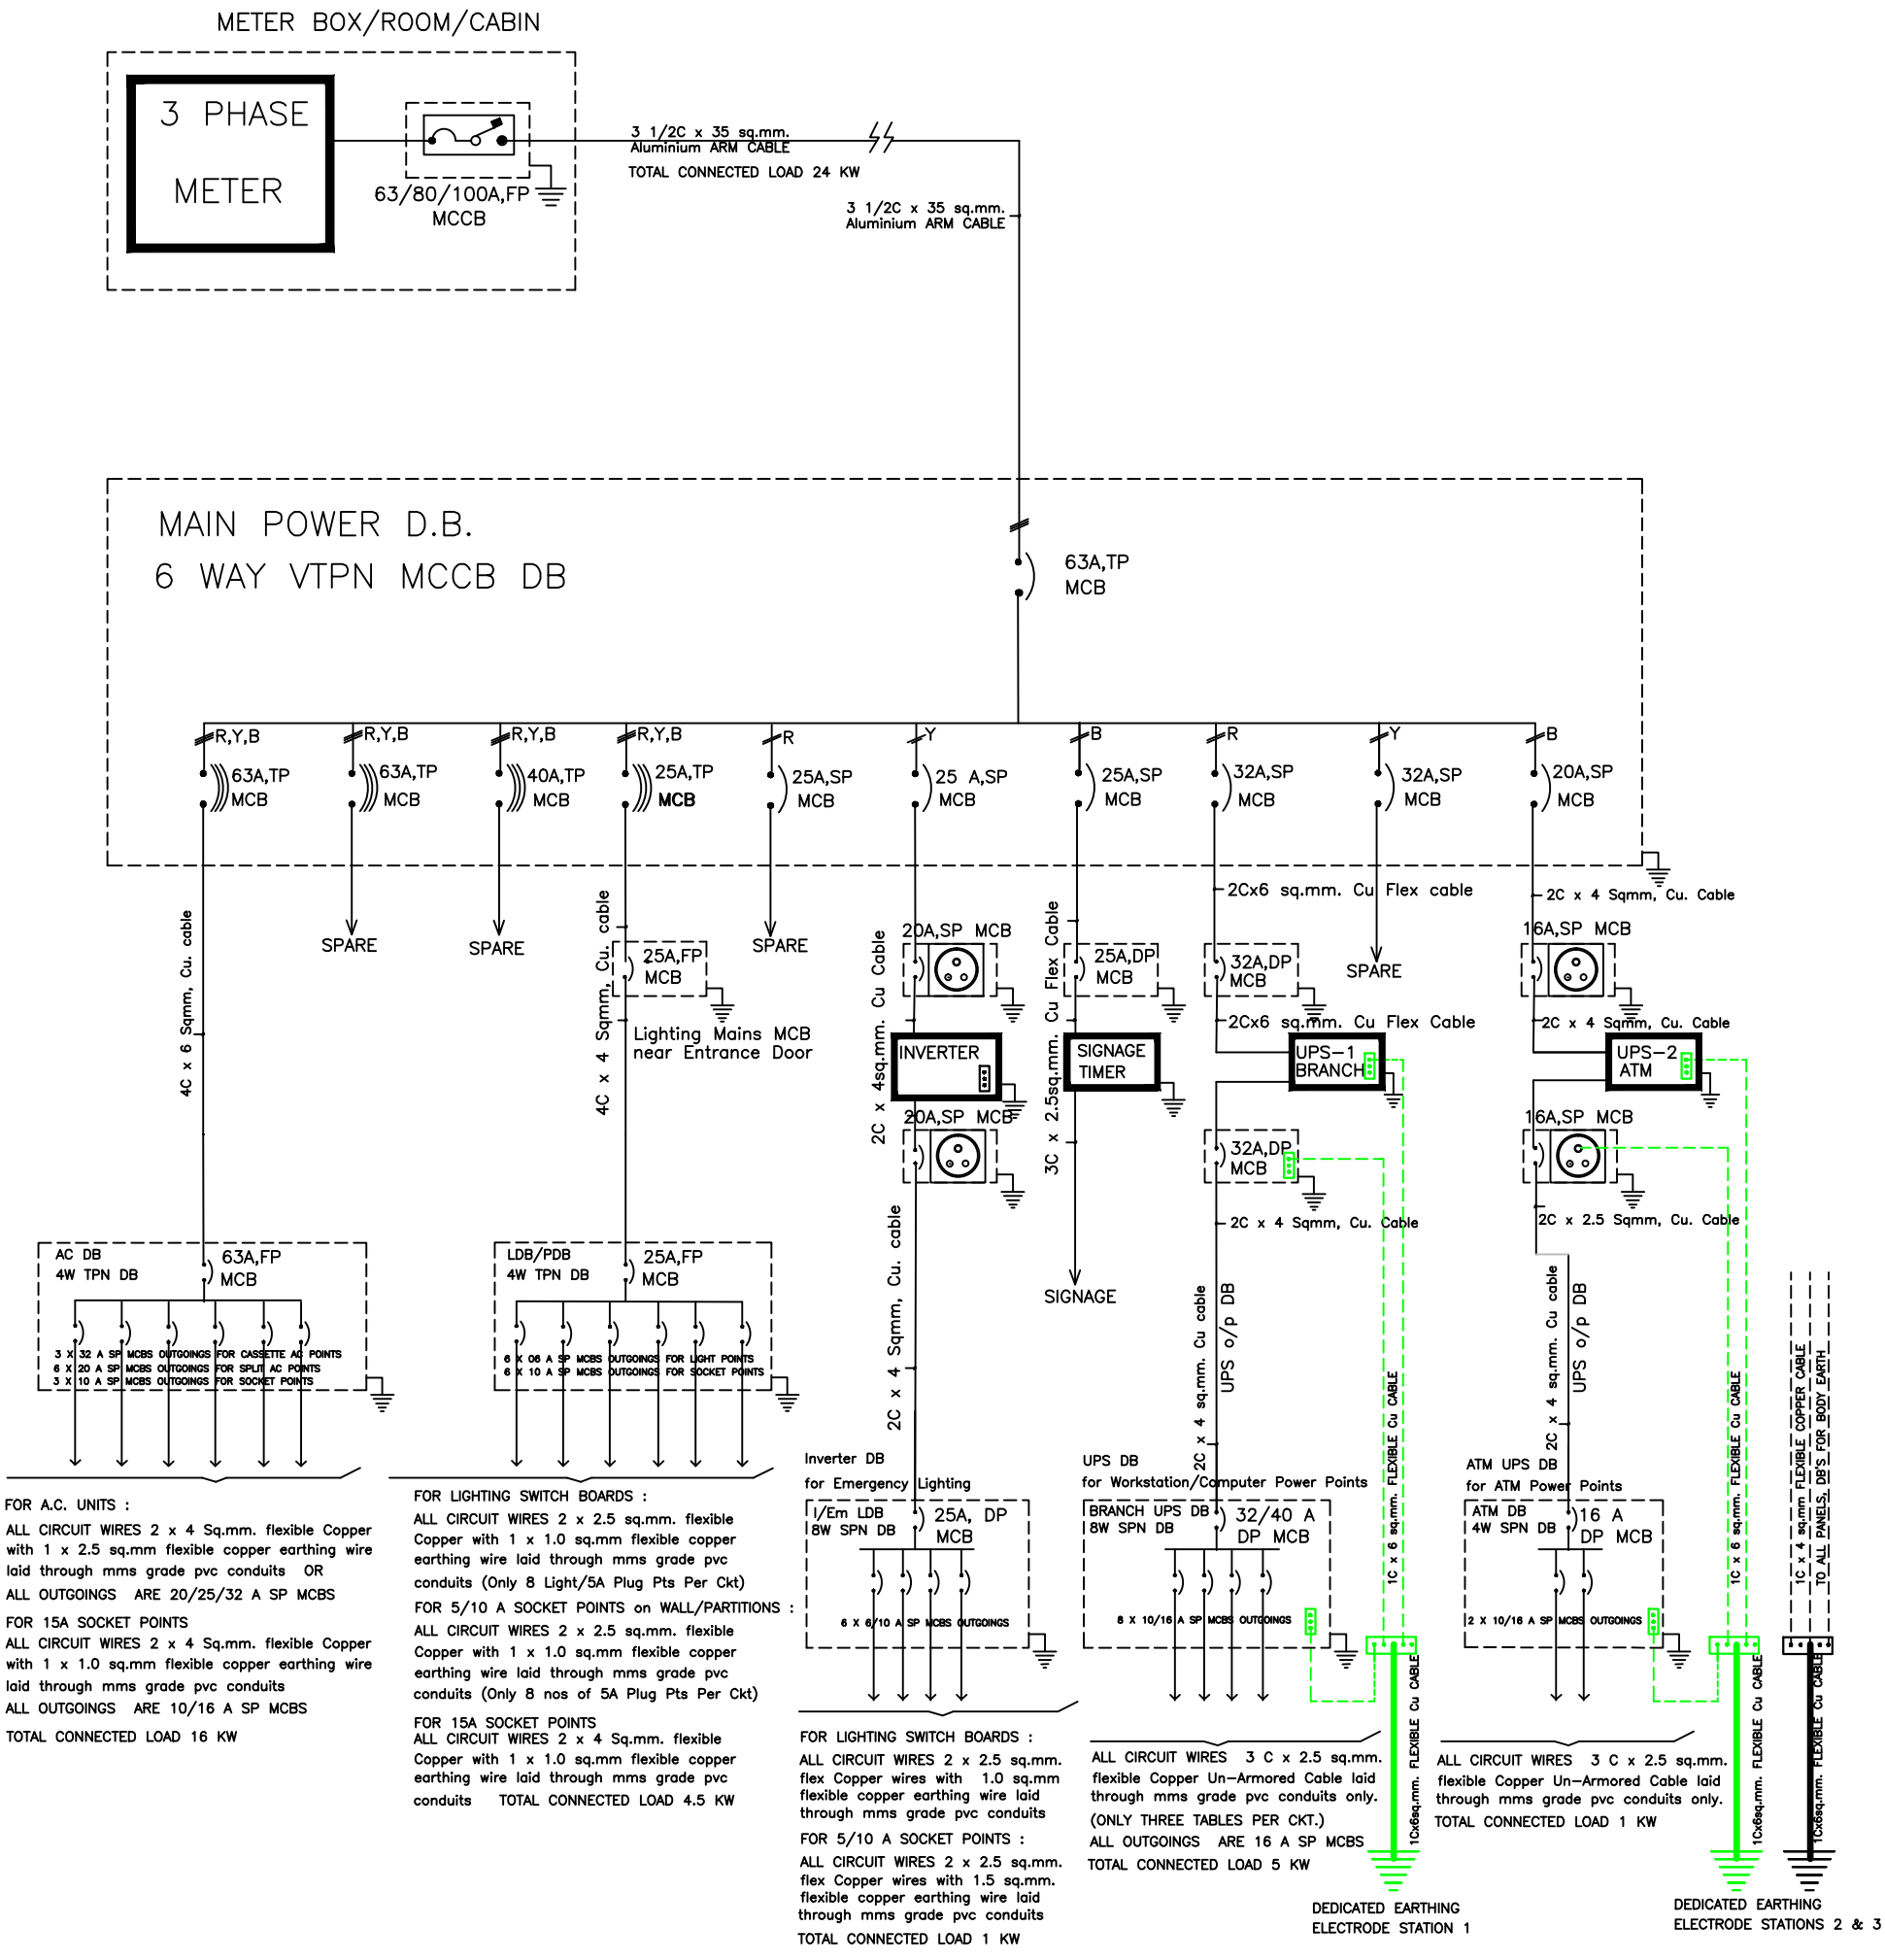 METER BOX/ROOM/CABIN
3 PHASE
METER
63/80/100A,FP
MCCB
3 1/2C x 35 sq.mm.
Aluminium ARM CABLE
TOTAL CONNECTED LOAD 24 KW
3 1/2C x 35 sq.mm.
Aluminium ARM CABLE
MAIN POWER D.B.
6 WAY VTPN MCCB DB
63A,TP
MCB
R,Y,B
63A,TP
MCB
R,Y,B
63A,TP
MCB
R,Y,B
40A,TP
MCB
R,Y,B
25A,TP
MCB
R
25A,SP
MCB
Y
25 A,SP
MCB
B
25A,SP
MCB
R
32A,SP
MCB
Y
32A,SP
MCB
B
20A,SP
MCB
4C x 6 Sqmm, Cu. cable
SPARE
SPARE
4C x 4 Sqmm, Cu. cable
25A,FP
MCB
Lighting Mains MCB
near Entrance Door
SPARE
2C x 4sq.mm. Cu Cable
20A,SP MCB
INVERTER
20A,SP MCB
2C x 4 Sqmm, Cu. cable
3C x 2.5sq.mm. Cu Flex Cable
25A,DP
MCB
SIGNAGE
TIMER
SIGNAGE
2Cx6 sq.mm. Cu Flex cable
32A,DP
MCB
2Cx6 sq.mm. Cu Flex Cable
UPS-1
BRANCH
32A,DP
MCB
2C x 4 Sqmm, Cu. Cable
2C x 4 sq.mm. Cu cable
UPS o/p DB
SPARE
2C x 4 Sqmm, Cu. Cable
16A,SP MCB
2C x 4 Sqmm, Cu. Cable
UPS-2
ATM
16A,SP MCB
2C x 2.5 Sqmm, Cu. Cable
2C x 4 sq.mm. Cu cable
UPS o/p DB
1C x 6 sq.mm. FLEXIBLE Cu CABLE
1C x 6 sq.mm. FLEXIBLE Cu CABLE
1C x 4 sq.mm FLEXIBLE COPPER CABLE
TO ALL PANELS, DB'S FOR BODY EARTH
AC DB
4W TPN DB
63A,FP
MCB
3 X 32 A SP MCBS OUTGOINGS FOR CASSETTE AC POINTS
6 X 20 A SP MCBS OUTGOINGS FOR SPLIT AC POINTS
3 X 10 A SP MCBS OUTGOINGS FOR SOCKET POINTS
FOR A.C. UNITS :
ALL CIRCUIT WIRES 2 x 4 Sq.mm. flexible Copper
with 1 x 2.5 sq.mm flexible copper earthing wire
laid through mms grade pvc conduits OR
ALL OUTGOINGS ARE 20/25/32 A SP MCBS
FOR 15A SOCKET POINTS
ALL CIRCUIT WIRES 2 x 4 Sq.mm. flexible Copper
with 1 x 1.0 sq.mm flexible copper earthing wire
laid through mms grade pvc conduits
ALL OUTGOINGS ARE 10/16 A SP MCBS
TOTAL CONNECTED LOAD 16 KW
LDB/PDB
4W TPN DB
25A,FP
MCB
6 X 06 A SP MCBS OUTGOINGS FOR LIGHT POINTS
6 X 10 A SP MCBS OUTGOINGS FOR SOCKET POINTS
FOR LIGHTING SWITCH BOARDS :
ALL CIRCUIT WIRES 2 x 2.5 sq.mm. flexible
Copper with 1 x 1.0 sq.mm flexible copper
earthing wire laid through mms grade pvc
conduits (Only 8 Light/5A Plug Pts Per Ckt)
FOR 5/10 A SOCKET POINTS on WALL/PARTITIONS :
ALL CIRCUIT WIRES 2 x 2.5 sq.mm. flexible
Copper with 1 x 1.0 sq.mm flexible copper
earthing wire laid through mms grade pvc
conduits (Only 8 nos of 5A Plug Pts Per Ckt)
FOR 15A SOCKET POINTS
ALL CIRCUIT WIRES 2 x 4 Sq.mm. flexible
Copper with 1 x 1.0 sq.mm flexible copper
earthing wire laid through mms grade pvc
conduits TOTAL CONNECTED LOAD 4.5 KW
Inverter DB
for Emergency Lighting
I/Em LDB
8W SPN DB
25A, DP
MCB
6 X 6/10 A SP MCBS OUTGOINGS
FOR LIGHTING SWITCH BOARDS :
ALL CIRCUIT WIRES 2 x 2.5 sq.mm.
flex Copper wires with 1.0 sq.mm
flexible copper earthing wire laid
through mms grade pvc conduits
FOR 5/10 A SOCKET POINTS :
ALL CIRCUIT WIRES 2 x 2.5 sq.mm.
flex Copper wires with 1.5 sq.mm.
flexible copper earthing wire laid
through mms grade pvc conduits
TOTAL CONNECTED LOAD 1 KW
UPS DB
for Workstation/Computer Power Points
BRANCH UPS DB
8W SPN DB
32/40 A
DP MCB
8 X 10/16 A SP MCBS OUTGOINGS
ALL CIRCUIT WIRES 3 C x 2.5 sq.mm.
flexible Copper Un-Armored Cable laid
through mms grade pvc conduits only.
(ONLY THREE TABLES PER CKT.)
ALL OUTGOINGS ARE 16 A SP MCBS
TOTAL CONNECTED LOAD 5 KW
1Cx6sq.mm. FLEXIBLE Cu CABLE
DEDICATED EARTHING
ELECTRODE STATION 1
ATM UPS DB
for ATM Power Points
ATM DB
4W SPN DB
16 A
DP MCB
2 X 10/16 A SP MCBS OUTGOINGS
ALL CIRCUIT WIRES 3 C x 2.5 sq.mm.
flexible Copper Un-Armored Cable laid
through mms grade pvc conduits only.
TOTAL CONNECTED LOAD 1 KW
1Cx6sq.mm. FLEXIBLE Cu CABLE
1Cx6sq.mm. FLEXIBLE Cu CABLE
DEDICATED EARTHING
ELECTRODE STATIONS 2 & 3